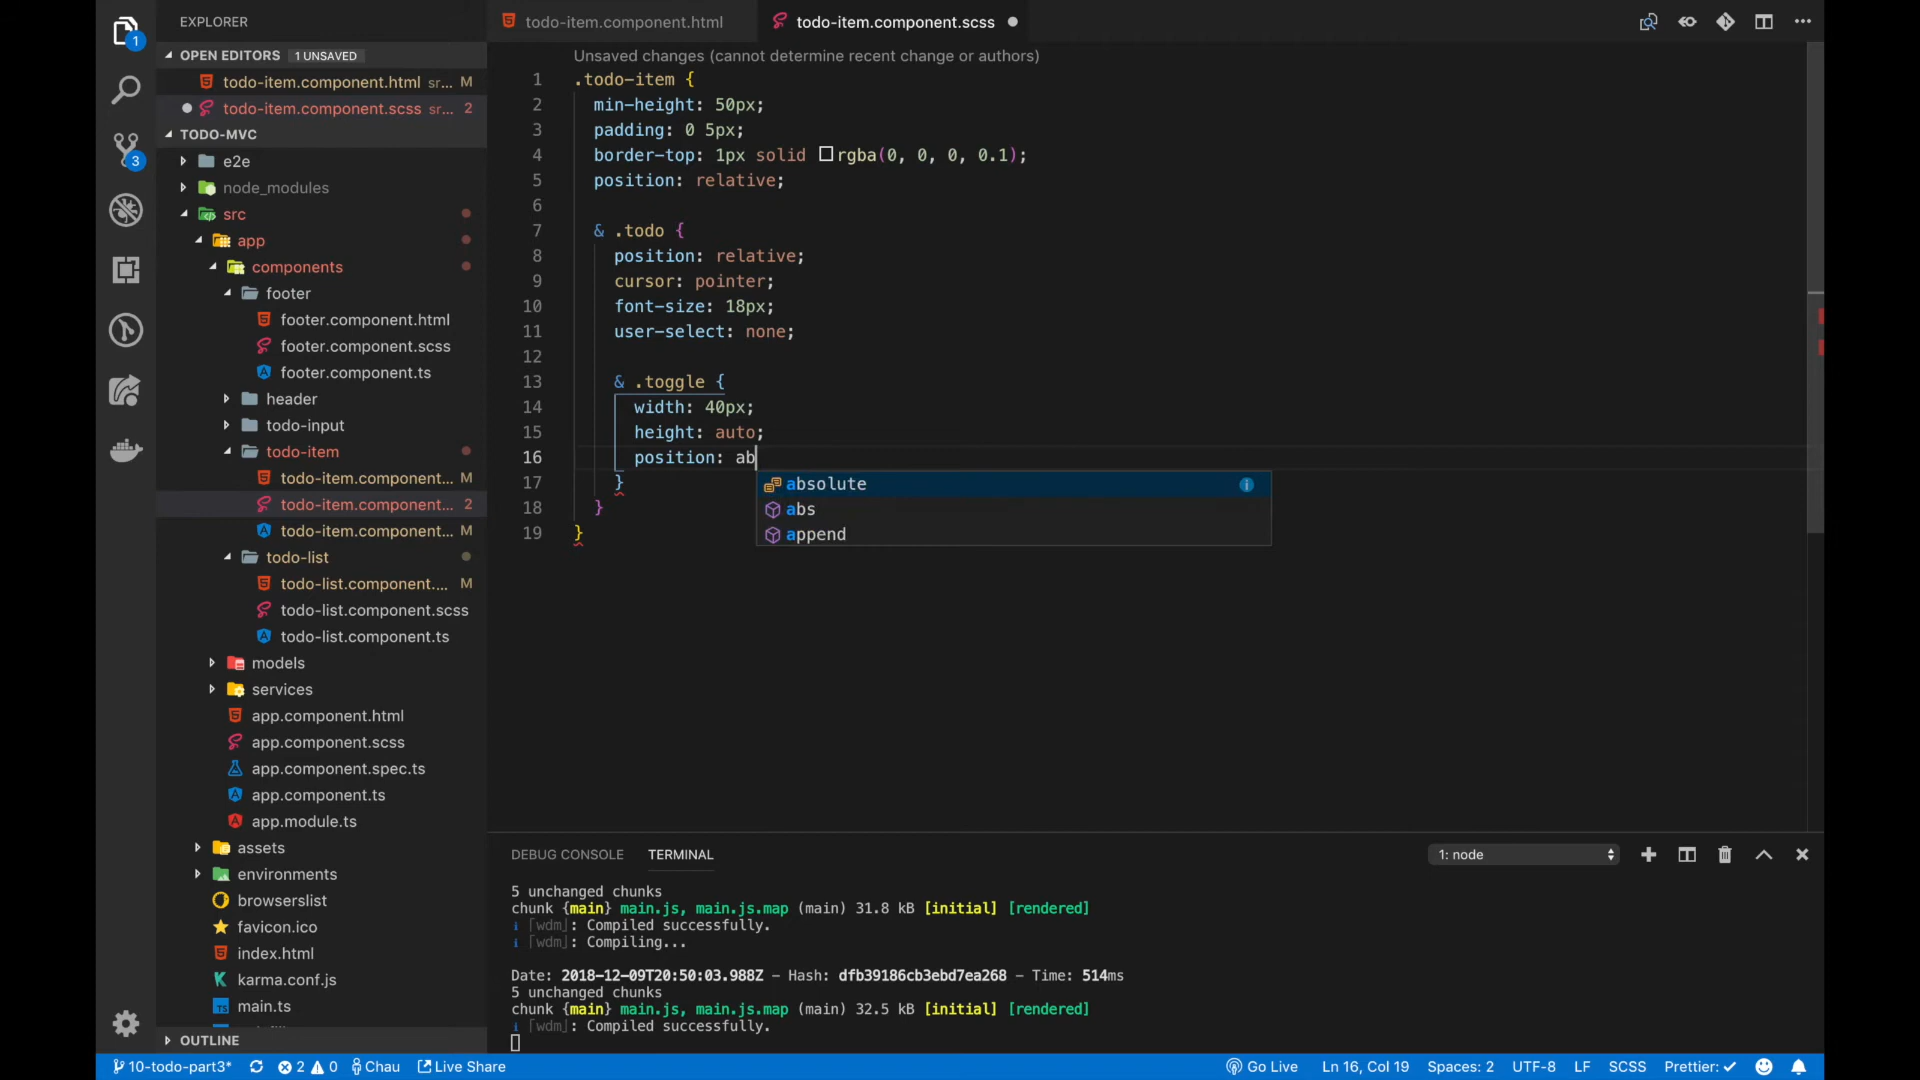 EXPLORER
OPEN EDITORS 1 UNSAVED
todo-item.component.html sr... M
todo-item.component.scss sr... 2
TODO-MVC
e2e
node_modules
src
app
components
footer
footer.component.html
footer.component.scss
footer.component.ts
header
todo-input
todo-item
todo-item.component... M
todo-item.component... 2
todo-item.component... M
todo-list
todo-list.component.... M
todo-list.component.scss
todo-list.component.ts
models
services
app.component.html
app.component.scss
app.component.spec.ts
app.component.ts
app.module.ts
assets
environments
browserslist
favicon.ico
index.html
karma.conf.js
main.ts
OUTLINE
1
3
todo-item.component.html
todo-item.component.scss
Unsaved changes (cannot determine recent change or authors)
1 .todo-item {
2 min-height: 50px;
3 padding: 0 5px;
4 border-top: 1px solid rgba(0, 0, 0, 0.1);
5 position: relative;
6
7 & .todo {
8 position: relative;
9 cursor: pointer;
10 font-size: 18px;
11 user-select: none;
12
13 & .toggle {
14 width: 40px;
15 height: auto;
16 position: ab
17 }
18 }
19 }
absolute
abs
append
DEBUG CONSOLE TERMINAL 1: node
5 unchanged chunks
chunk {main} main.js, main.js.map (main) 31.8 kB [initial] [rendered]
i ｢wdm｣: Compiled successfully.
i ｢wdm｣: Compiling...
Date: 2018-12-09T20:50:03.988Z - Hash: dfb39186cb3ebd7ea268 - Time: 514ms
5 unchanged chunks
chunk {main} main.js, main.js.map (main) 32.5 kB [initial] [rendered]
i ｢wdm｣: Compiled successfully.
10-todo-part3* 2 0 Chau Live Share Go Live Ln 16, Col 19 Spaces: 2 UTF-8 LF SCSS Prettier: ✓